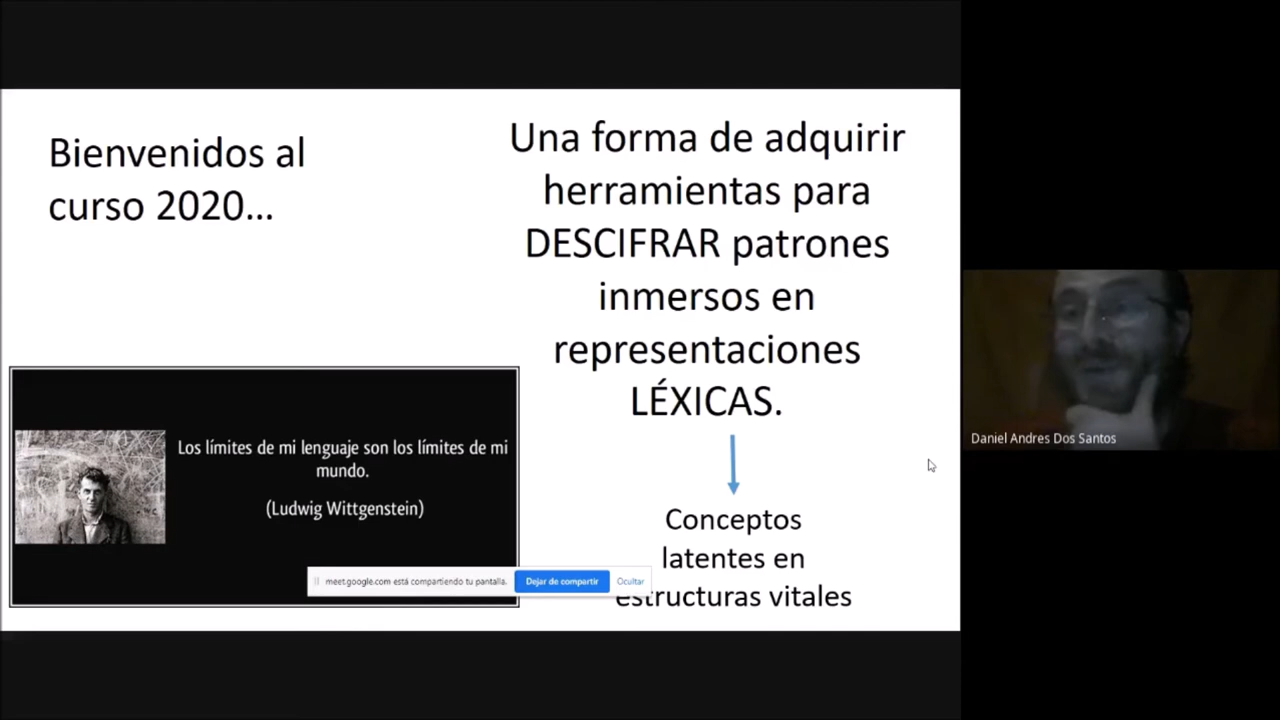 Bienvenidos al
curso 2020...
Una forma de adquirir
herramientas para
DESCIFRAR patrones
inmersos en
representaciones
LÉXICAS.
Conceptos
latentes en
estructuras vitales
Los límites de mi lenguaje son los límites de mi
mundo.
(Ludwig Wittgenstein)
meet.google.com está compartiendo tu pantalla.
Dejar de compartir
Ocultar
Daniel Andres Dos Santos